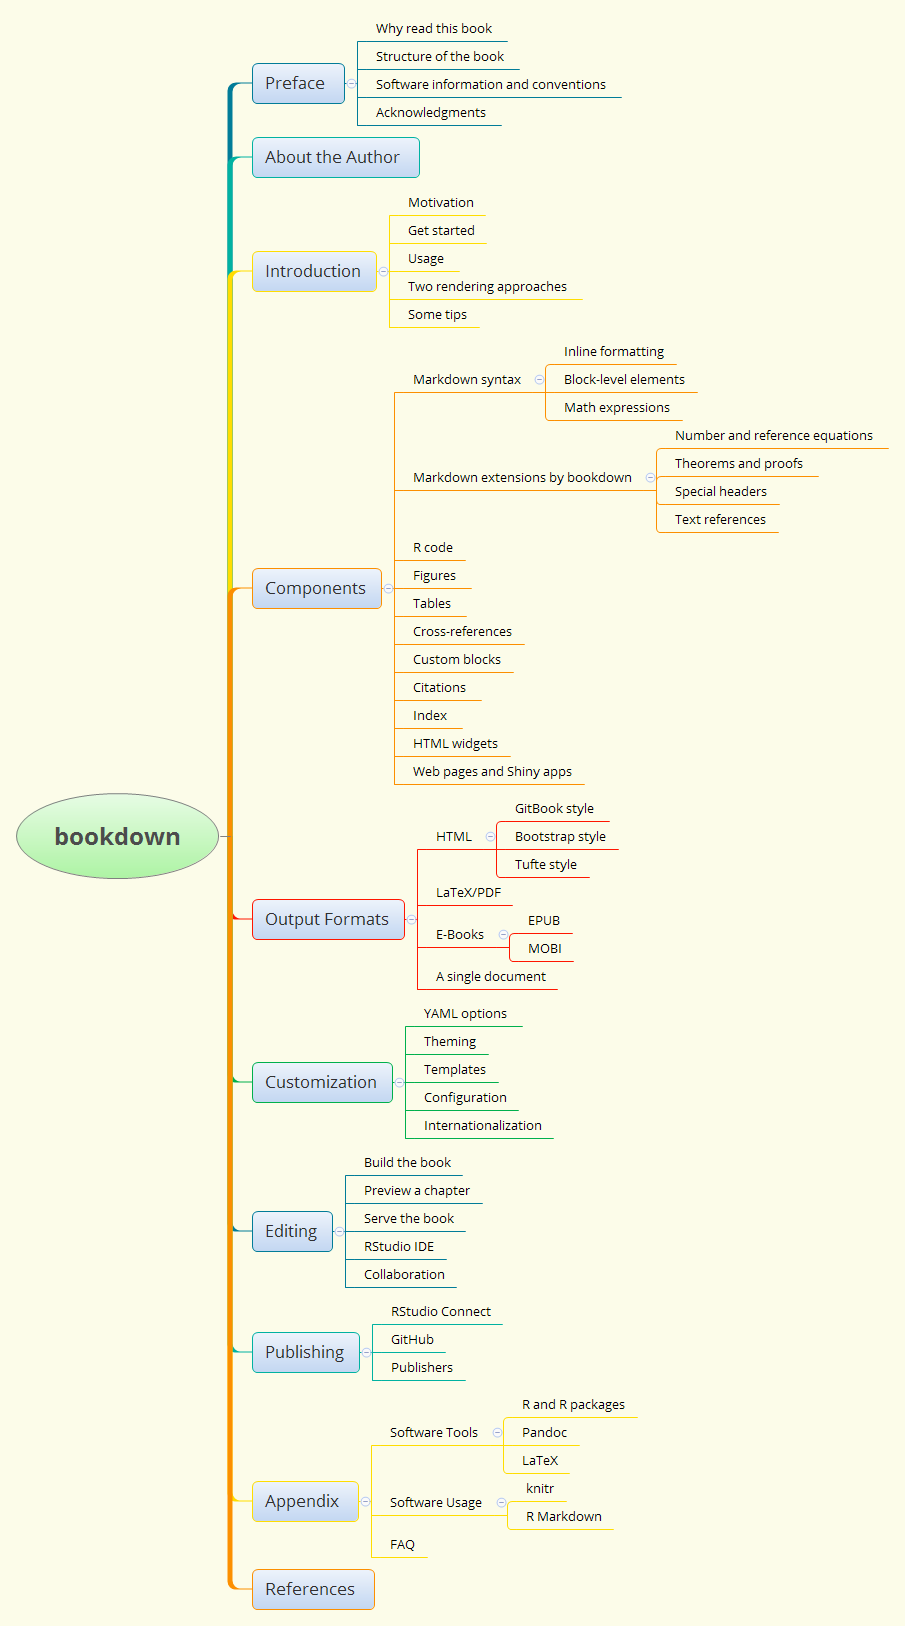 Why read this book
Structure of the book
Preface
Software information and conventions
Acknowledgments
About the Author
Motivation
Get started
Introduction
Usage
Two rendering approaches
Some tips
Inline formatting
Markdown syntax
Block-level elements
Math expressions
Number and reference equations
Theorems and proofs
Markdown extensions by bookdown
Special headers
Text references
R code
Figures
Components
Tables
Cross-references
Custom blocks
Citations
Index
HTML widgets
Web pages and Shiny apps
bookdown
GitBook style
HTML
Bootstrap style
Tufte style
LaTeX/PDF
Output Formats
E-Books
EPUB
MOBI
A single document
YAML options
Theming
Templates
Customization
Configuration
Internationalization
Build the book
Preview a chapter
Serve the book
Editing
RStudio IDE
Collaboration
RStudio Connect
GitHub
Publishing
Publishers
R and R packages
Software Tools
Pandoc
LaTeX
Appendix
knitr
Software Usage
R Markdown
FAQ
References